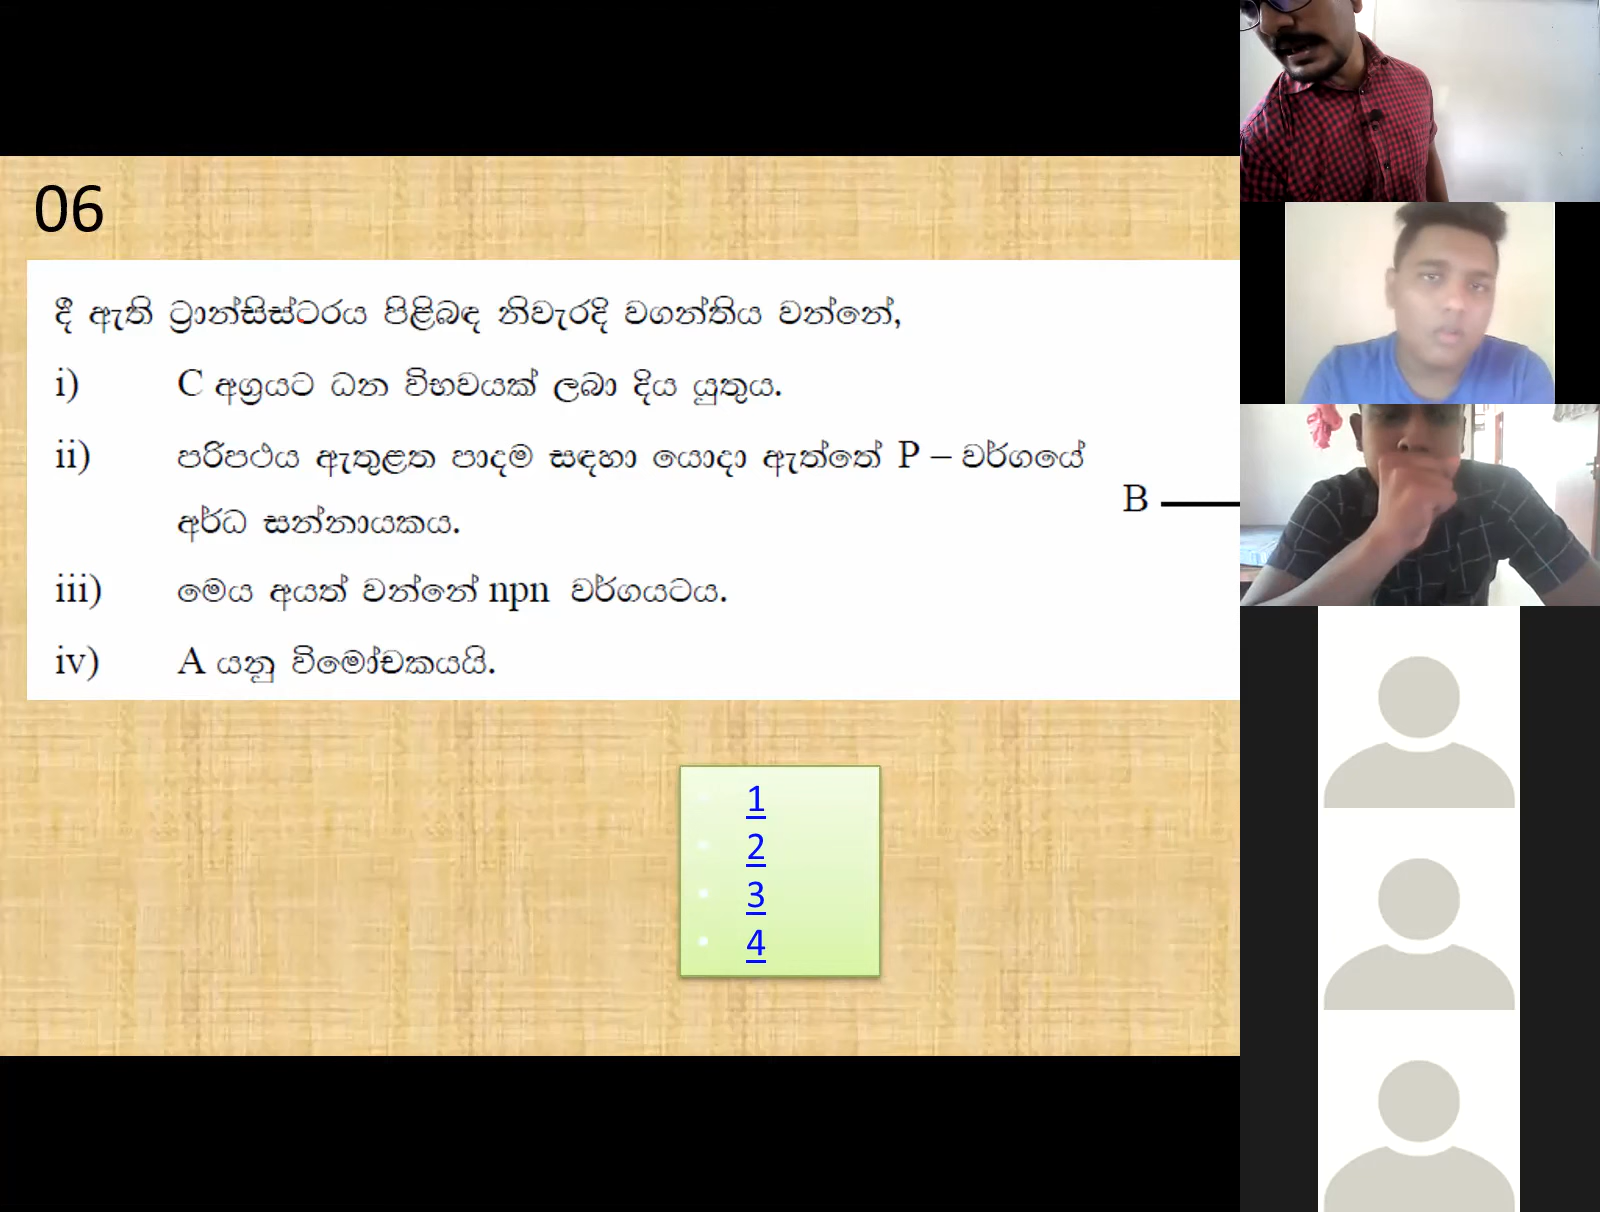 06
දී ඇති ට්‍රාන්සිස්ටරය පිළිබඳ නිවැරදි වගන්තිය වන්නේ,
i) C අග්‍රයට ධන විභවයක් ලබා දිය යුතුය.
ii) පරිපථය ඇතුළත පාදම සඳහා යොදා ඇත්තේ P – වර්ගයේ
අර්ධ සන්නායකය.
B
iii) මෙය අයත් වන්නේ npn වර්ගයටය.
iv) A යනු විමෝචකයයි.
1
2
3
4